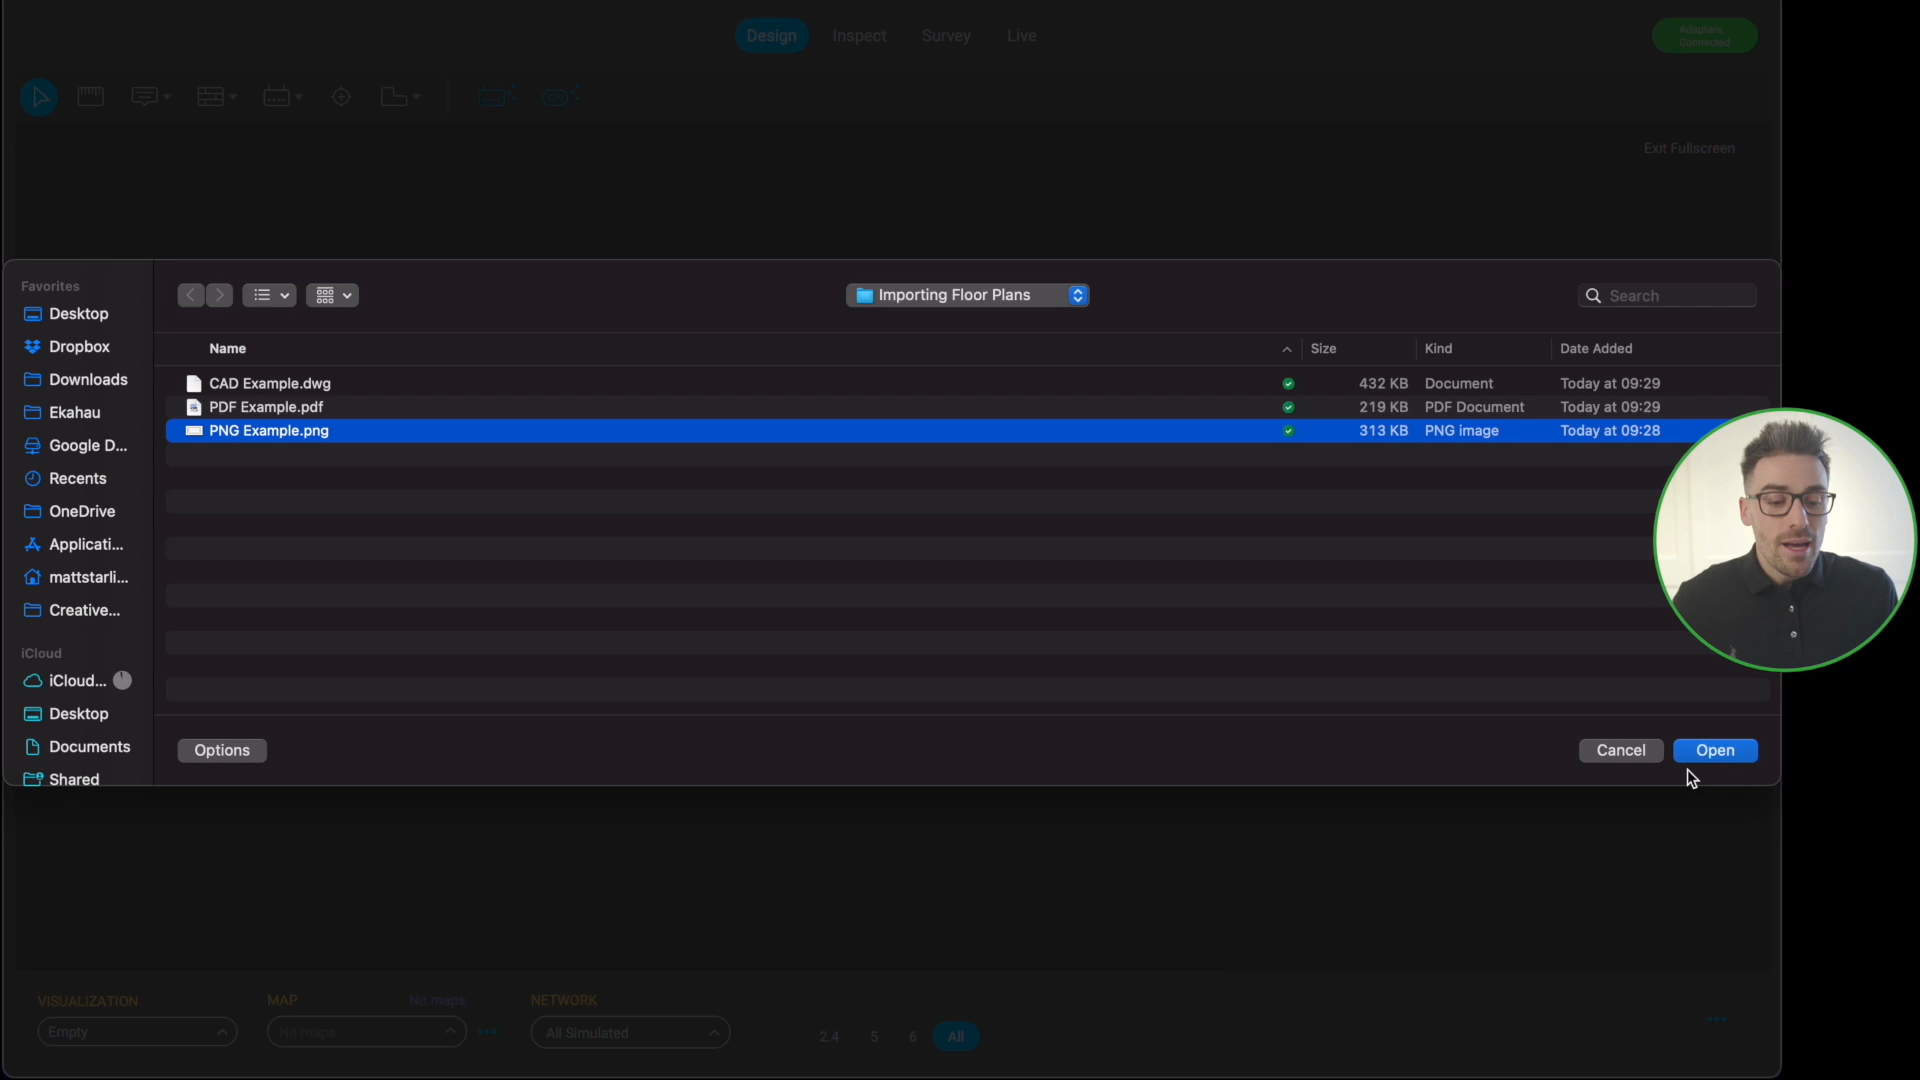 Design Inspect Survey Live
Adapters
Connected
Exit Fullscreen
Favorites
Desktop
Dropbox
Downloads
Ekahau
Google D...
Recents
OneDrive
Applicati...
mattstarli...
Creative...
iCloud
iCloud...
Desktop
Documents
Shared
Importing Floor Plans
Search
Name Size Kind Date Added
CAD Example.dwg 432 KB Document Today at 09:29
PDF Example.pdf 219 KB PDF Document Today at 09:29
PNG Example.png 313 KB PNG image Today at 09:28
Options Cancel Open
VISUALIZATION MAP No maps NETWORK
Empty No maps All Simulated 2.4 5 6 All